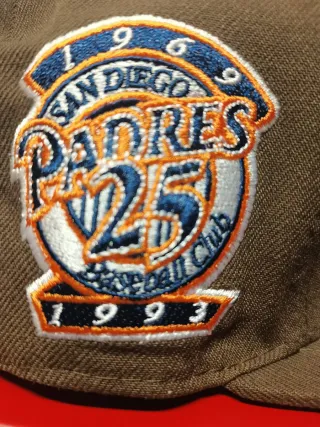 1969
SAN DIEGO
PADRES
25
Baseball Club
1993